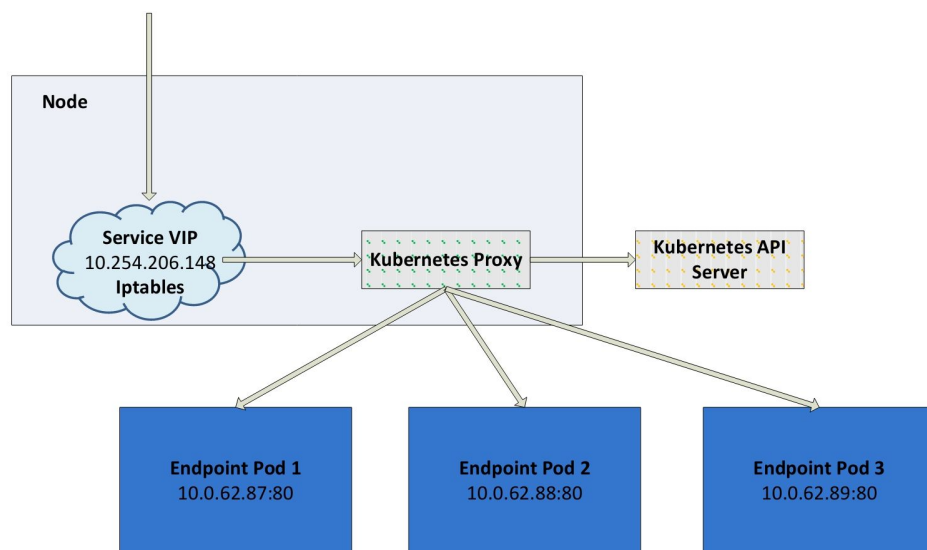 Node
Service VIP
10.254.206.148
Iptables
Kubernetes Proxy
Kubernetes API
Server
Endpoint Pod 1
10.0.62.87:80
Endpoint Pod 2
10.0.62.88:80
Endpoint Pod 3
10.0.62.89:80